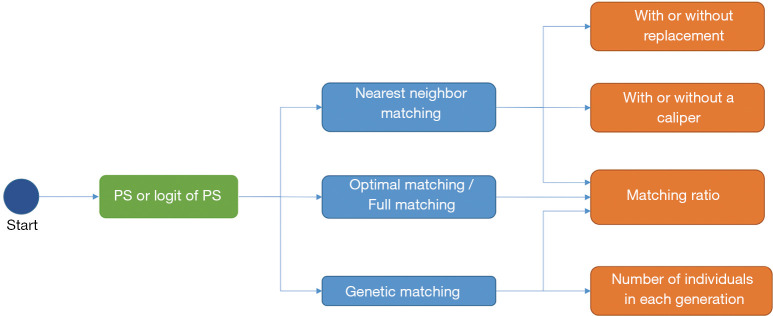 Start
PS or logit of PS
Nearest neighbor
matching
Optimal matching /
Full matching
Genetic matching
With or without
replacement
With or without a
caliper
Matching ratio
Number of individuals
in each generation